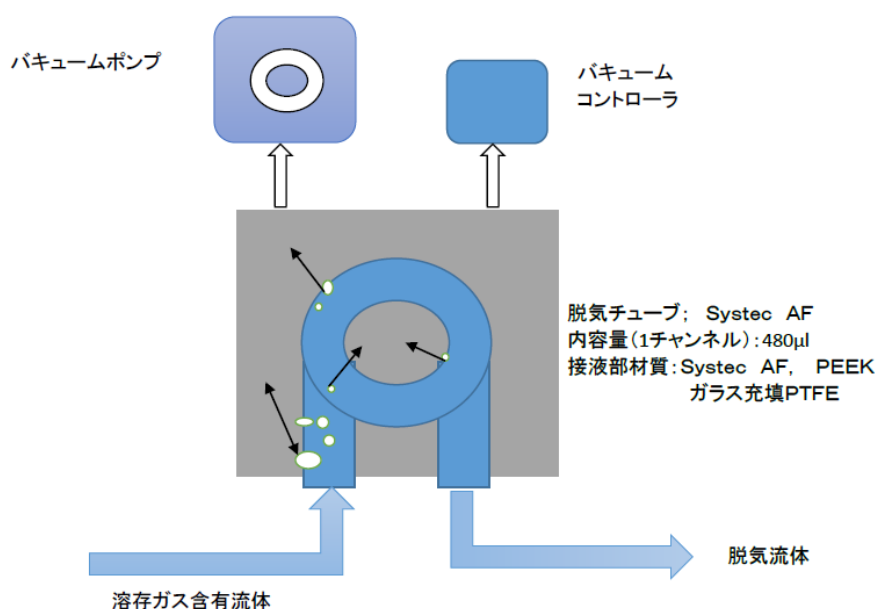 バキュームポンプ
バキューム
コントローラ
脱気チューブ； Systec AF
内容量(1チャンネル)：480µl
接液部材質：Systec AF， PEEK
ガラス充填PTFE
脱気流体
溶存ガス含有流体